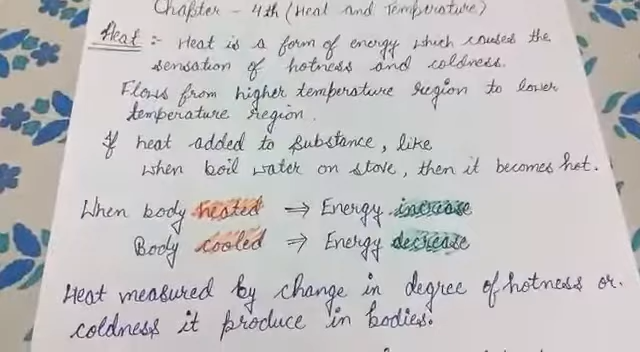 Chapter - 4th (Heat and Temperature)
Heat :- Heat is a form of energy which causes the
sensation of hotness and coldness.
Flows from higher temperature region to lower
temperature region.
If heat added to substance, like
when boil water on stove, then it becomes hot.
When body heated ⇒ Energy increase
Body cooled ⇒ Energy decrease
Heat measured by change in degree of hotness or.
coldness it produce in bodies.